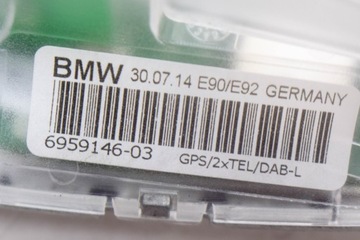 BMW 30.07.14 E90/E92 GERMANY
6959146-03 GPS/2xTEL/DAB-L